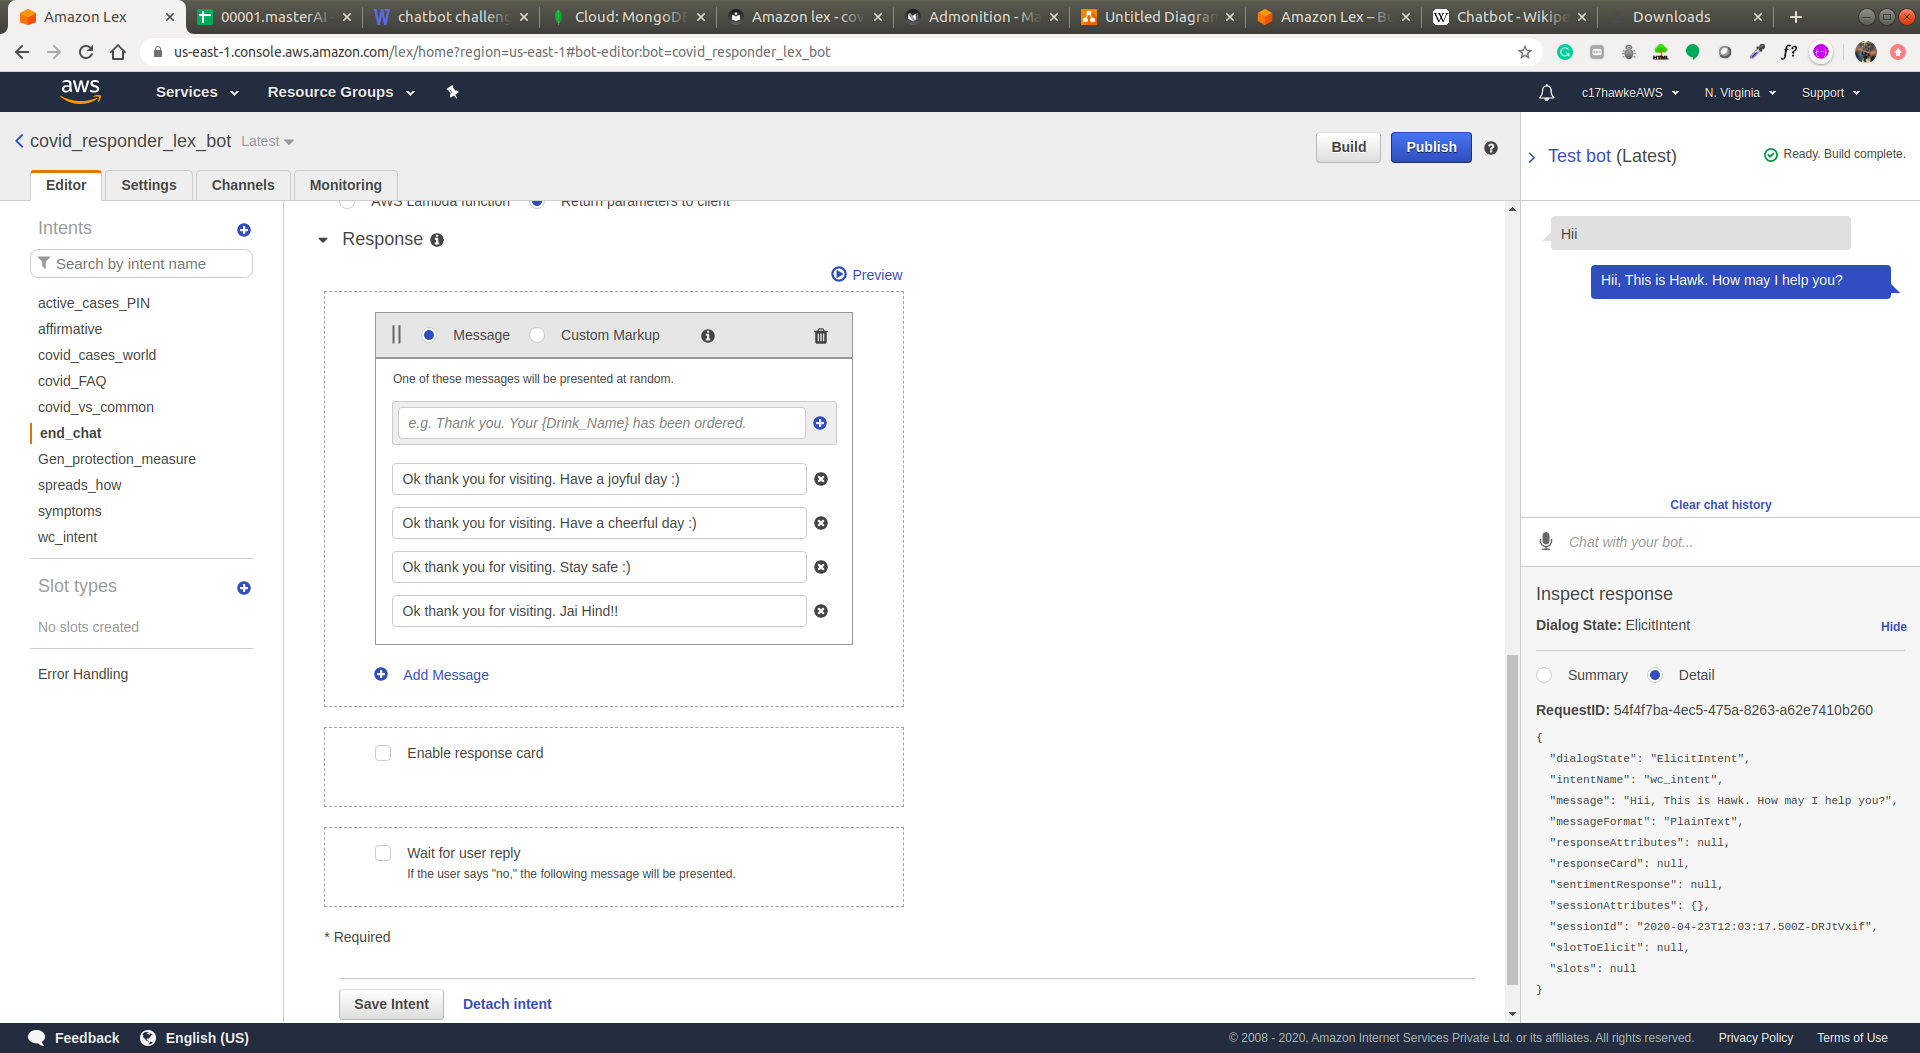 Amazon Lex
00001.masterAI
chatbot challeng
Cloud: MongoDB
Amazon lex - cov
Admonition - Ma
Untitled Diagram
Amazon Lex – Bu
Chatbot - Wikipe
Downloads
us-east-1.console.aws.amazon.com/lex/home?region=us-east-1#bot-editor:bot=covid_responder_lex_bot
aws
Services
Resource Groups
c17hawkeAWS
N. Virginia
Support
covid_responder_lex_bot Latest
Build
Publish
Test bot (Latest)
Ready. Build complete.
Editor
Settings
Channels
Monitoring
Intents
Search by intent name
active_cases_PIN
affirmative
covid_cases_world
covid_FAQ
covid_vs_common
end_chat
Gen_protection_measure
spreads_how
symptoms
wc_intent
Slot types
No slots created
Error Handling
AWS Lambda function
Return parameters to client
Response
Preview
Message
Custom Markup
One of these messages will be presented at random.
e.g. Thank you. Your {Drink_Name} has been ordered.
Ok thank you for visiting. Have a joyful day :)
Ok thank you for visiting. Have a cheerful day :)
Ok thank you for visiting. Stay safe :)
Ok thank you for visiting. Jai Hind!!
Add Message
Enable response card
Wait for user reply
If the user says "no," the following message will be presented.
* Required
Save Intent
Detach intent
Hii
Hii, This is Hawk. How may I help you?
Clear chat history
Chat with your bot...
Inspect response
Dialog State: ElicitIntent
Hide
Summary
Detail
RequestID: 54f4f7ba-4ec5-475a-8263-a62e7410b260
{
"dialogState": "ElicitIntent",
"intentName": "wc_intent",
"message": "Hii, This is Hawk. How may I help you?",
"messageFormat": "PlainText",
"responseAttributes": null,
"responseCard": null,
"sentimentResponse": null,
"sessionAttributes": {},
"sessionId": "2020-04-23T12:03:17.500Z-DRJtVxif",
"slotToElicit": null,
"slots": null
}
Feedback
English (US)
© 2008 - 2020, Amazon Internet Services Private Ltd. or its affiliates. All rights reserved.
Privacy Policy
Terms of Use